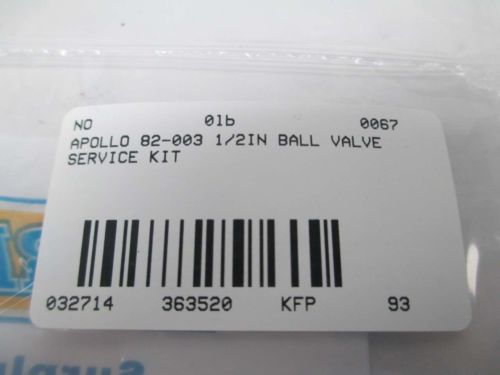 NO 01b 0067
APOLLO 82-003 1/2IN BALL VALVE
SERVICE KIT
032714 363520 KFP 93